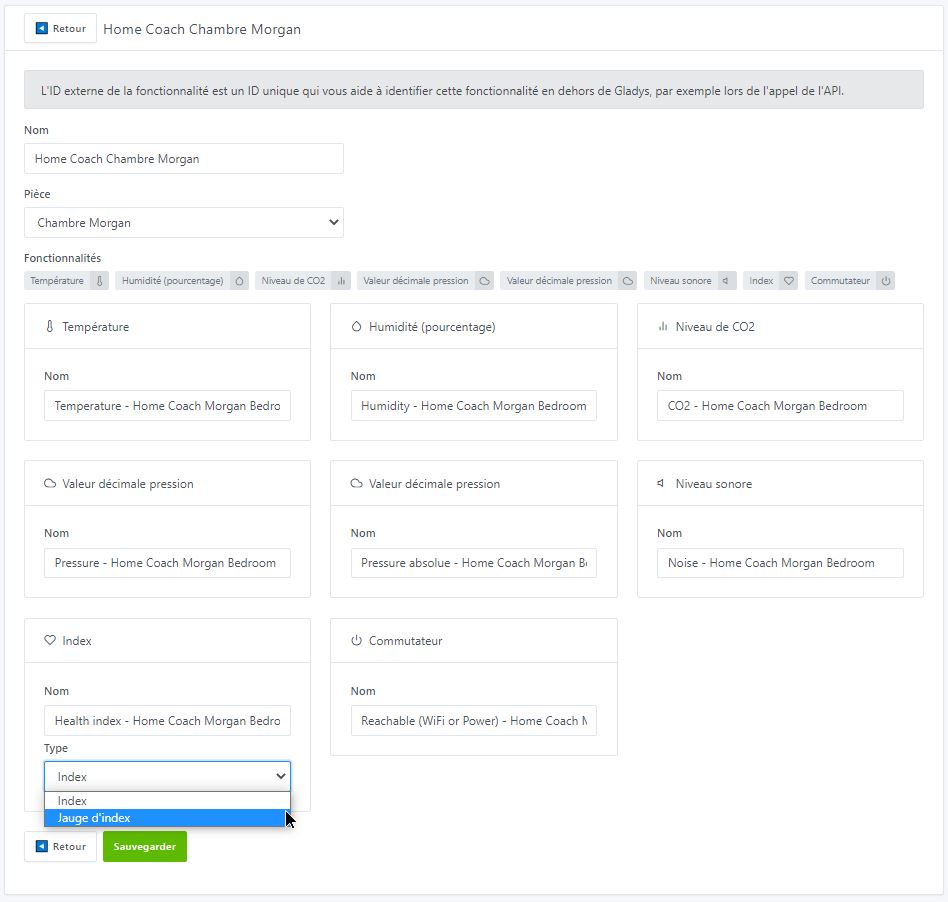 Retour Home Coach Chambre Morgan
L'ID externe de la fonctionnalité est un ID unique qui vous aide à identifier cette fonctionnalité en dehors de Gladys, par exemple lors de l'appel de l'API.
Nom
Home Coach Chambre Morgan
Pièce
Chambre Morgan
Fonctionnalités
Température Humidité (pourcentage) Niveau de CO2 Valeur décimale pression Valeur décimale pression Niveau sonore Index Commutateur
Température Humidité (pourcentage) Niveau de CO2
Nom Nom Nom
Temperature - Home Coach Morgan Bedro Humidity - Home Coach Morgan Bedroom CO2 - Home Coach Morgan Bedroom
Valeur décimale pression Valeur décimale pression Niveau sonore
Nom Nom Nom
Pressure - Home Coach Morgan Bedroom Pressure absolue - Home Coach Morgan B Noise - Home Coach Morgan Bedroom
Index Commutateur
Nom Nom
Health index - Home Coach Morgan Bedro Reachable (WiFi or Power) - Home Coach
Type
Index
Index
Jauge d'index
Retour Sauvegarder